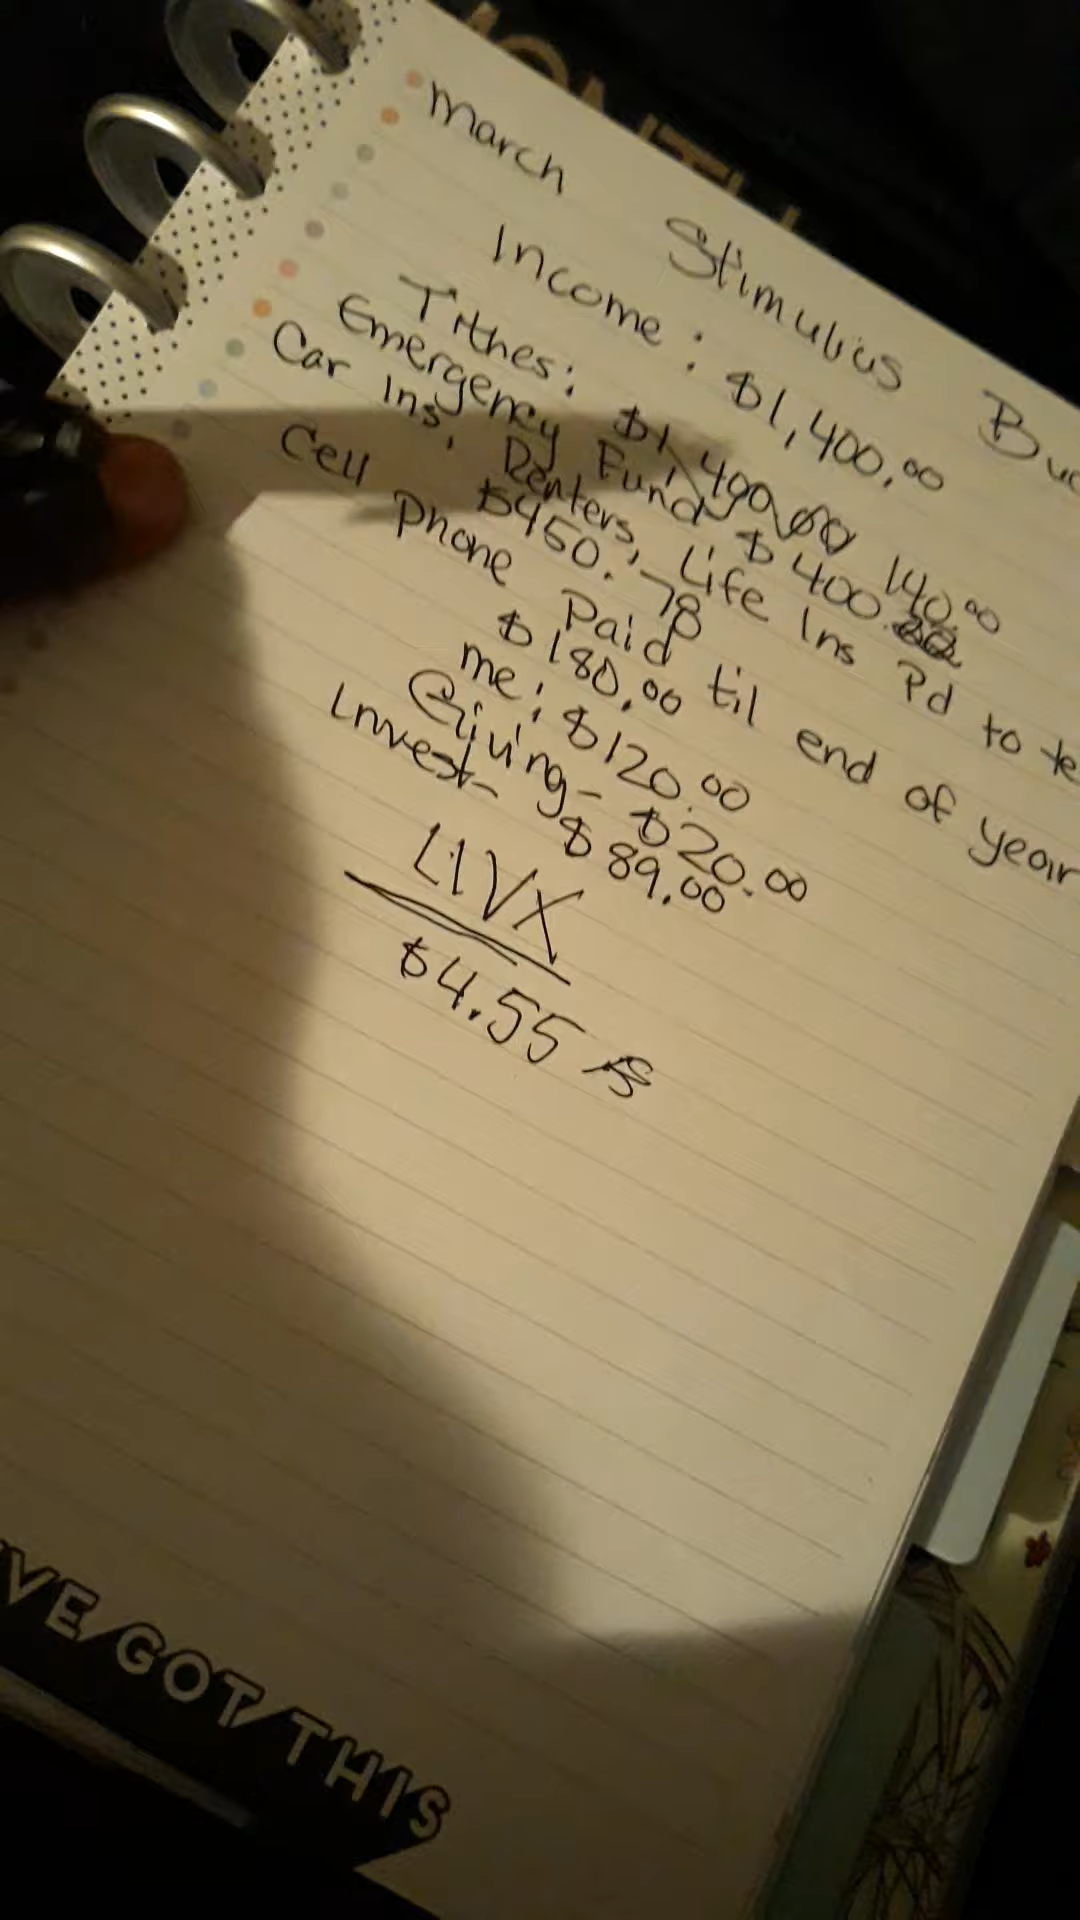 March Stimulus
Income: $1,400.00
Tithes: $1,400.00 140.00
Emergency Fund $400.00
Car Ins, Renters, Life Ins Pd to
$450.78
Cell Phone Paid til end of year
$180.00
me: $120.00
Giving- $20.00
Invest- $89.00
LIVX
$4.55
VE GOT THIS